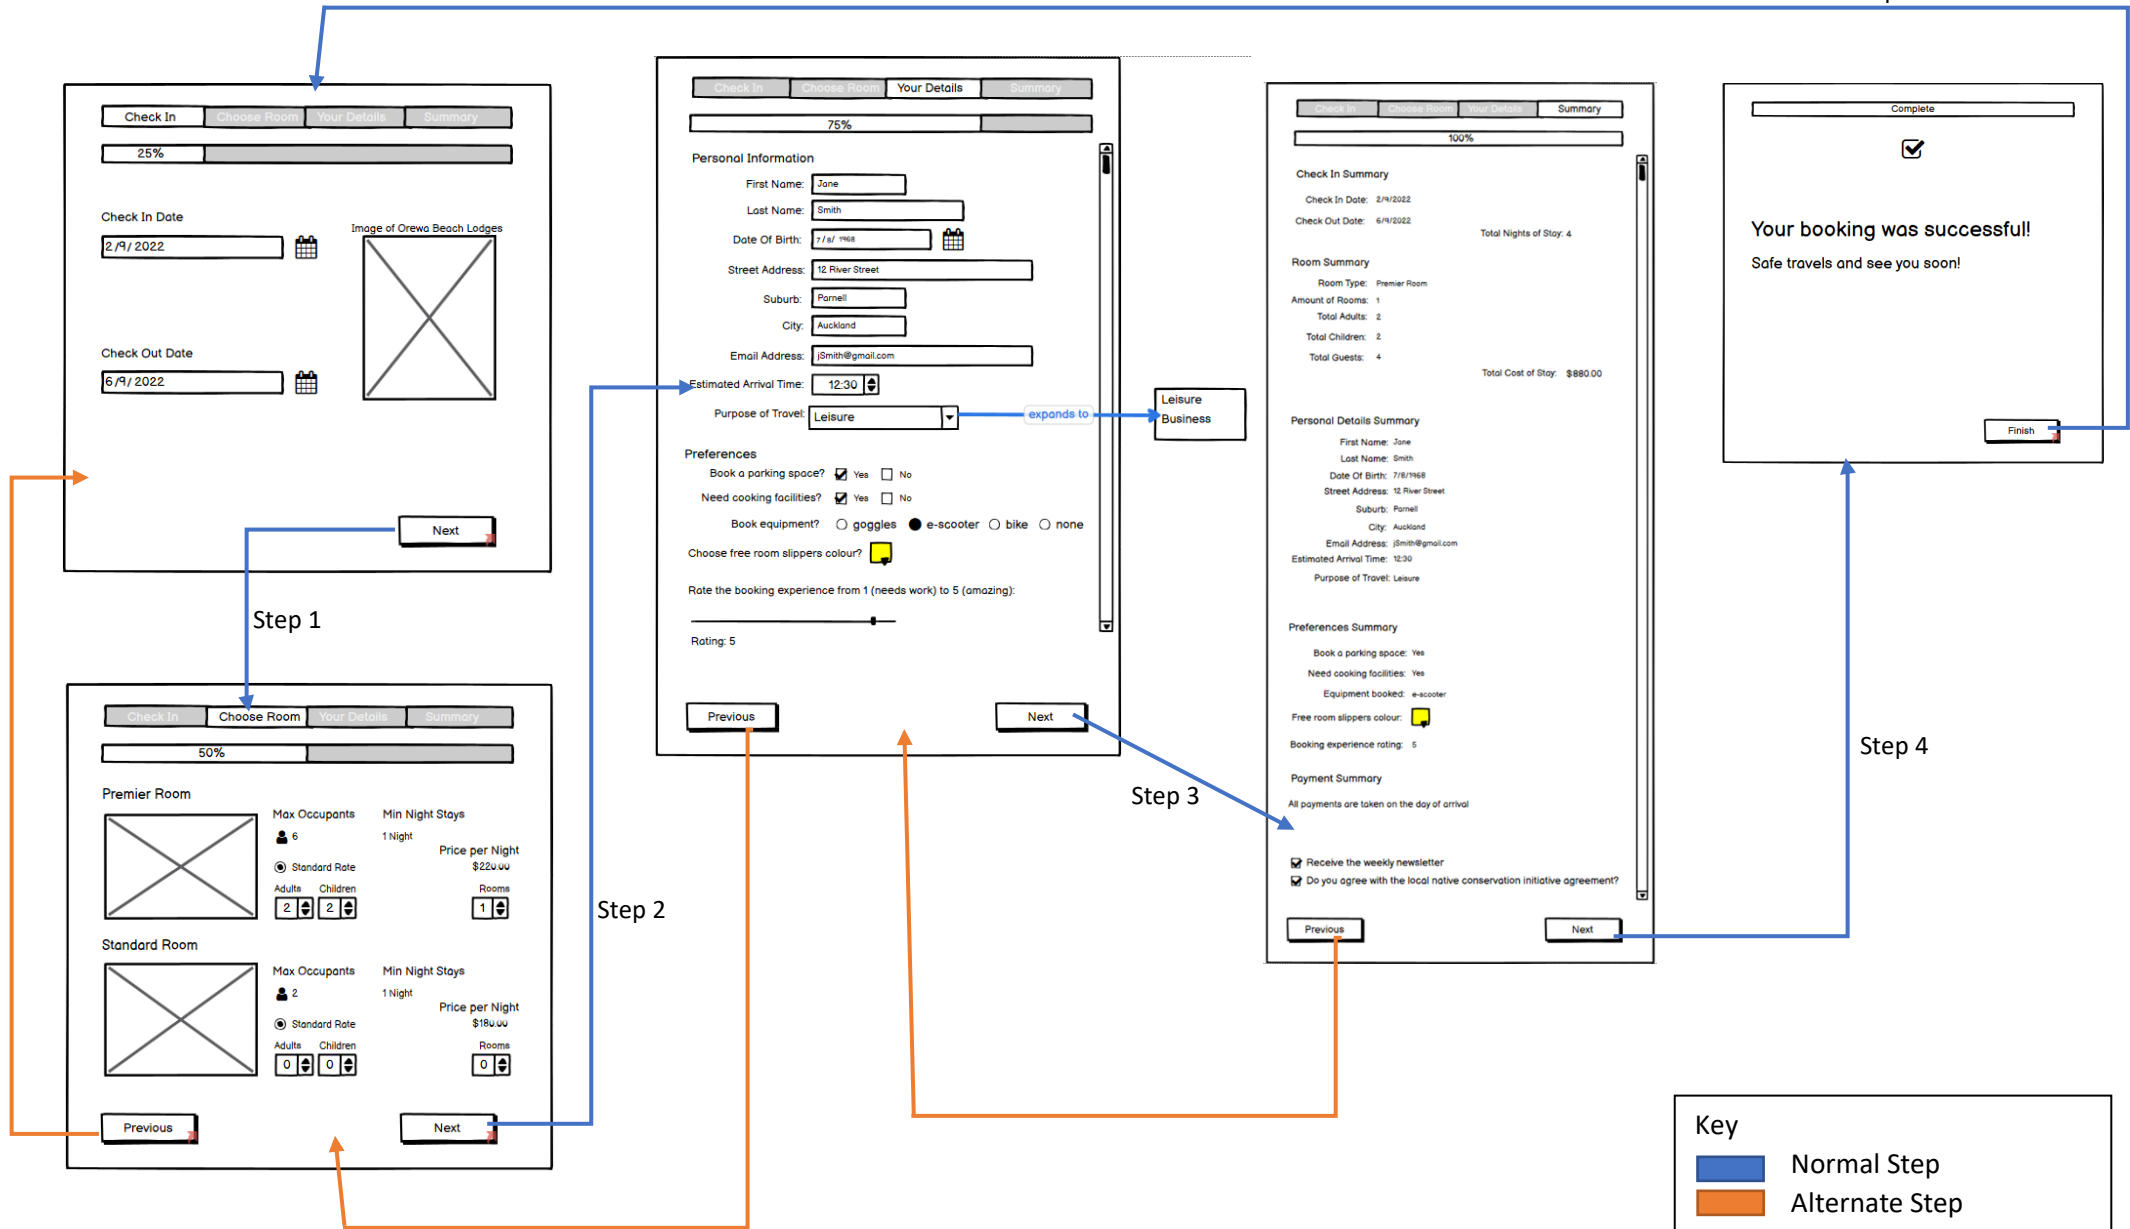 Check In Choose Room Your Details Summary
25%
Check In Date
2/9/2022
Image of Orewa Beach Lodges
Check Out Date
6/9/2022
Next
Step 1
Check In Choose Room Your Details Summary
50%
Premier Room
Max Occupants Min Night Stays
6 1 Night
Price per Night
Standard Rate $220.00
Adults Children Rooms
2 2 1
Standard Room
Max Occupants Min Night Stays
2 1 Night
Price per Night
Standard Rate $180.00
Adults Children Rooms
0 0 0
Previous Next
Step 2
Check In Choose Room Your Details Summary
75%
Personal Information
First Name: Jane
Last Name: Smith
Date Of Birth: 7/8/ 1968
Street Address: 12 River Street
Suburb: Parnell
City: Auckland
Email Address: jSmith@gmail.com
Estimated Arrival Time: 12:30
Purpose of Travel: Leisure
expands to
Leisure
Business
Preferences
Book a parking space? Yes No
Need cooking facilities? Yes No
Book equipment? goggles e-scooter bike none
Choose free room slippers colour?
Rate the booking experience from 1 (needs work) to 5 (amazing):
Rating: 5
Previous Next
Step 3
Check In Choose Room Your Details Summary
100%
Check In Summary
Check In Date: 2/9/2022
Check Out Date: 6/9/2022
Total Nights of Stay: 4
Room Summary
Room Type: Premier Room
Amount of Rooms: 1
Total Adults: 2
Total Children: 2
Total Guests: 4
Total Cost of Stay: $880.00
Personal Details Summary
First Name: Jane
Last Name: Smith
Date Of Birth: 7/8/1968
Street Address: 12 River Street
Suburb: Parnell
City: Auckland
Email Address: jSmith@gmail.com
Estimated Arrival Time: 12:30
Purpose of Travel: Leisure
Preferences Summary
Book a parking space: Yes
Need cooking facilities: Yes
Equipment booked: e-scooter
Free room slippers colour:
Booking experience rating: 5
Payment Summary
All payments are taken on the day of arrival
Receive the weekly newsletter
Do you agree with the local native conservation initiative agreement?
Previous Next
Step 4
Complete
Your booking was successful!
Safe travels and see you soon!
Finish
Key
Normal Step
Alternate Step